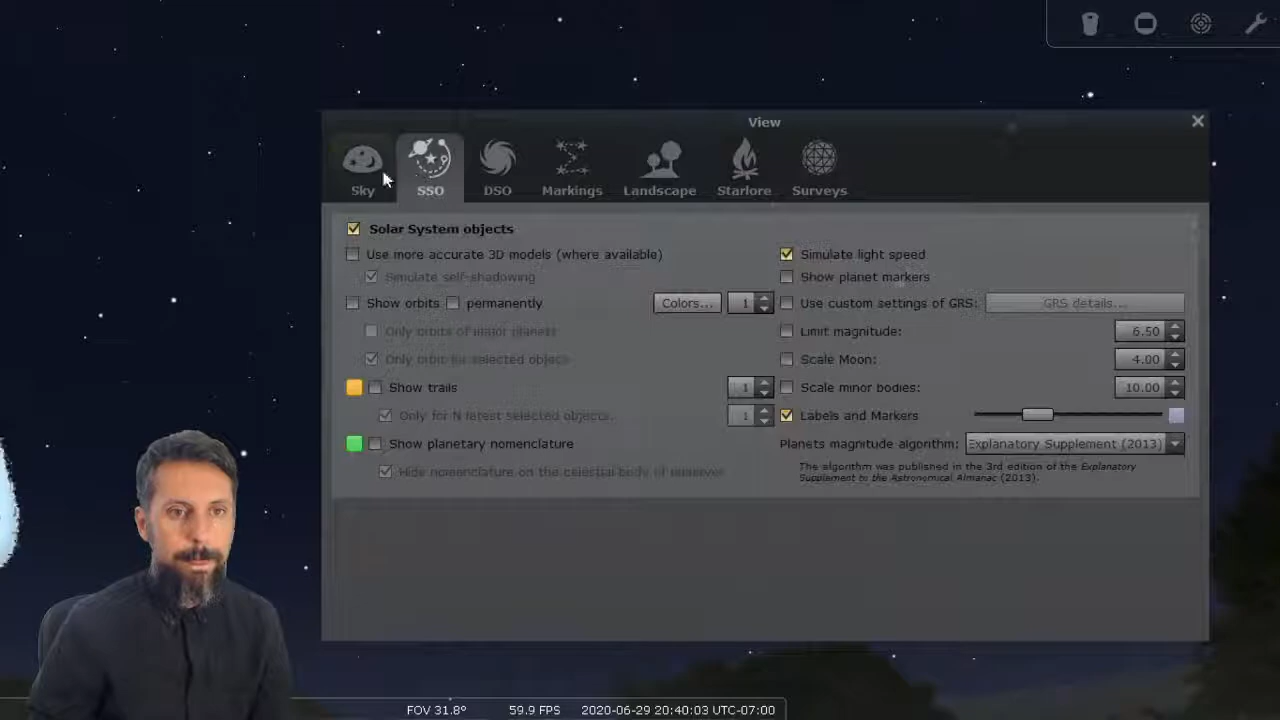 View
Sky SSO DSO Markings Landscape Starlore Surveys
Solar System objects
Use more accurate 3D models (where available)
Simulate self-shadowing
Show orbits permanently Colors... 1
Only orbits of major planets
Only orbit for selected object
Show trails 1
Only for N latest selected objects. 1
Show planetary nomenclature
Hide nomenclature on the celestial body of observer
Simulate light speed
Show planet markers
Use custom settings of GRS: GRS details...
Limit magnitude: 6.50
Scale Moon: 4.00
Scale minor bodies: 10.00
Labels and Markers
Planets magnitude algorithm: Explanatory Supplement (2013)
The algorithm was published in the 3rd edition of the Explanatory
Supplement to the Astronomical Almanac (2013).
FOV 31.8° 59.9 FPS 2020-06-29 20:40:03 UTC-07:00